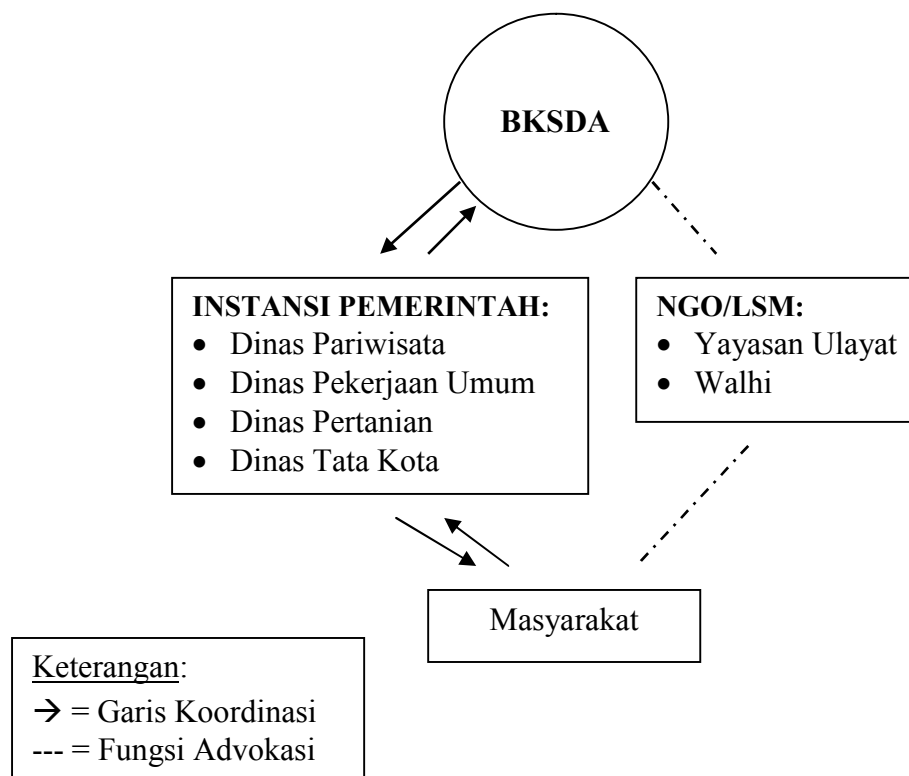 BKSDA
INSTANSI PEMERINTAH:
• Dinas Pariwisata
• Dinas Pekerjaan Umum
• Dinas Pertanian
• Dinas Tata Kota
NGO/LSM:
• Yayasan Ulayat
• Walhi
Masyarakat
Keterangan:
→ = Garis Koordinasi
--- = Fungsi Advokasi